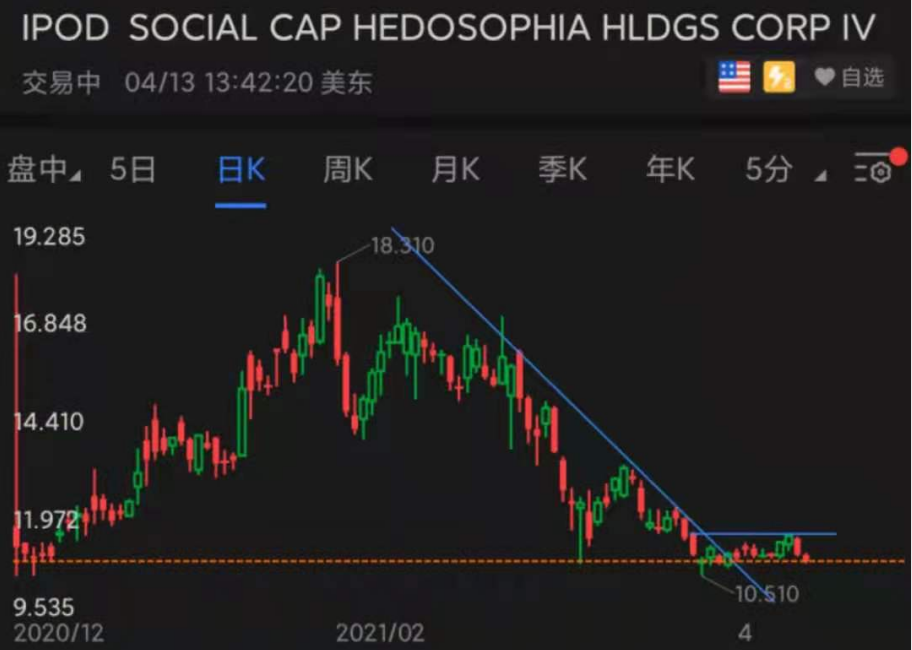 IPOD SOCIAL CAP HEDOSOPHIA HLDGS CORP IV
交易中 04/13 13:42:20 美东
自选
盘中 5日 日K 周K 月K 季K 年K 5分
19.285
18.310
16.848
14.410
11.972
10.510
9.535
2020/12 2021/02 4